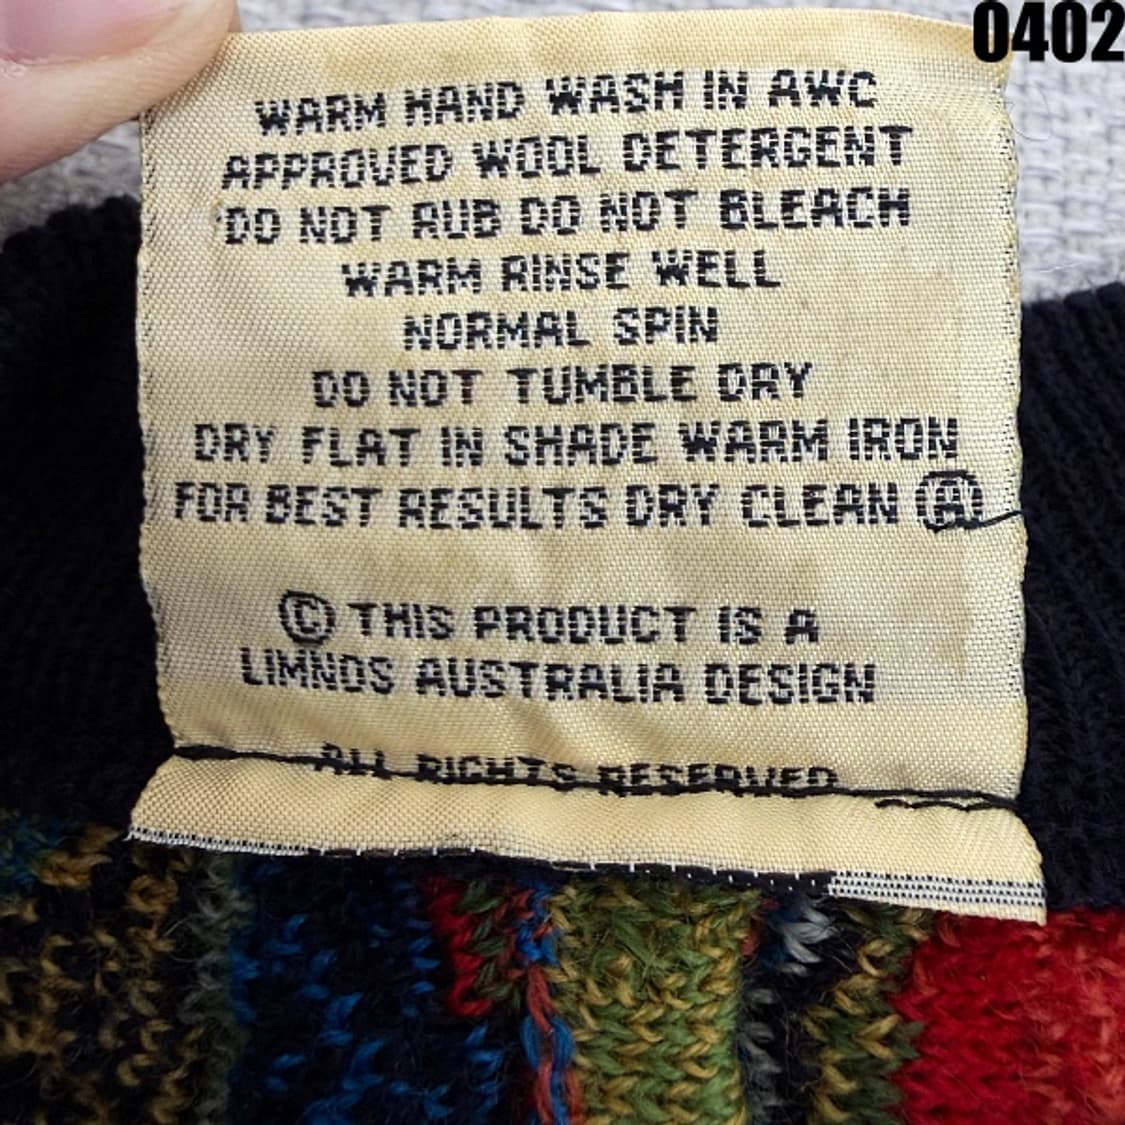 0402
WARM HAND WASH IN AWC
APPROVED WOOL DETERGENT
DO NOT RUB DO NOT BLEACH
WARM RINSE WELL
NORMAL SPIN
DO NOT TUMBLE DRY
DRY FLAT IN SHADE WARM IRON
FOR BEST RESULTS DRY CLEAN Ⓐ
© THIS PRODUCT IS A
LIMNOS AUSTRALIA DESIGN
ALL RIGHTS RESERVED